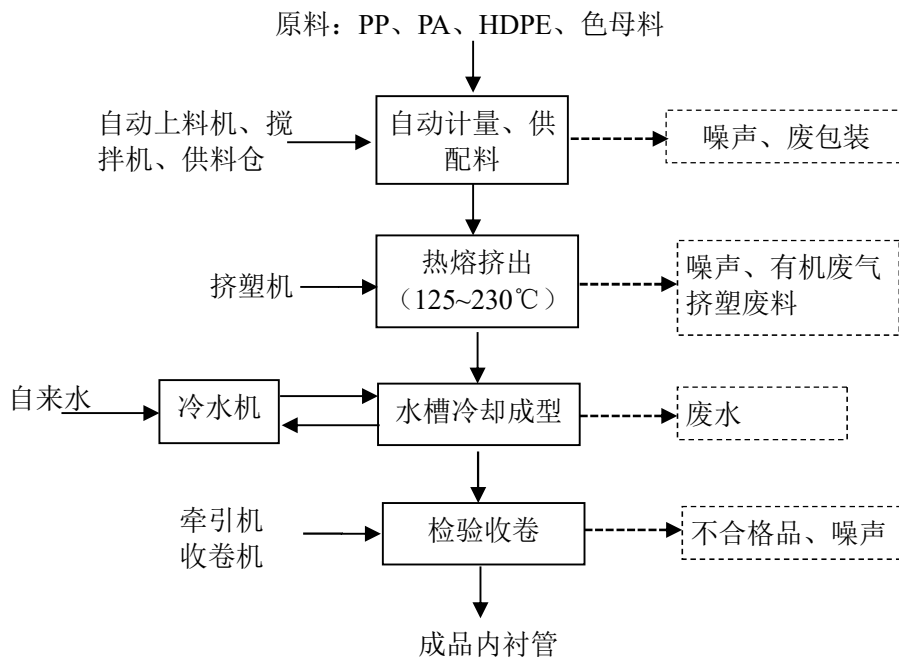 原料：PP、PA、HDPE、色母料
自动上料机、搅
拌机、供料仓
自动计量、供
配料
噪声、废包装
挤塑机
热熔挤出
（125~230℃）
噪声、有机废气
挤塑废料
自来水
冷水机
水槽冷却成型
废水
牵引机
收卷机
检验收卷
不合格品、噪声
成品内衬管